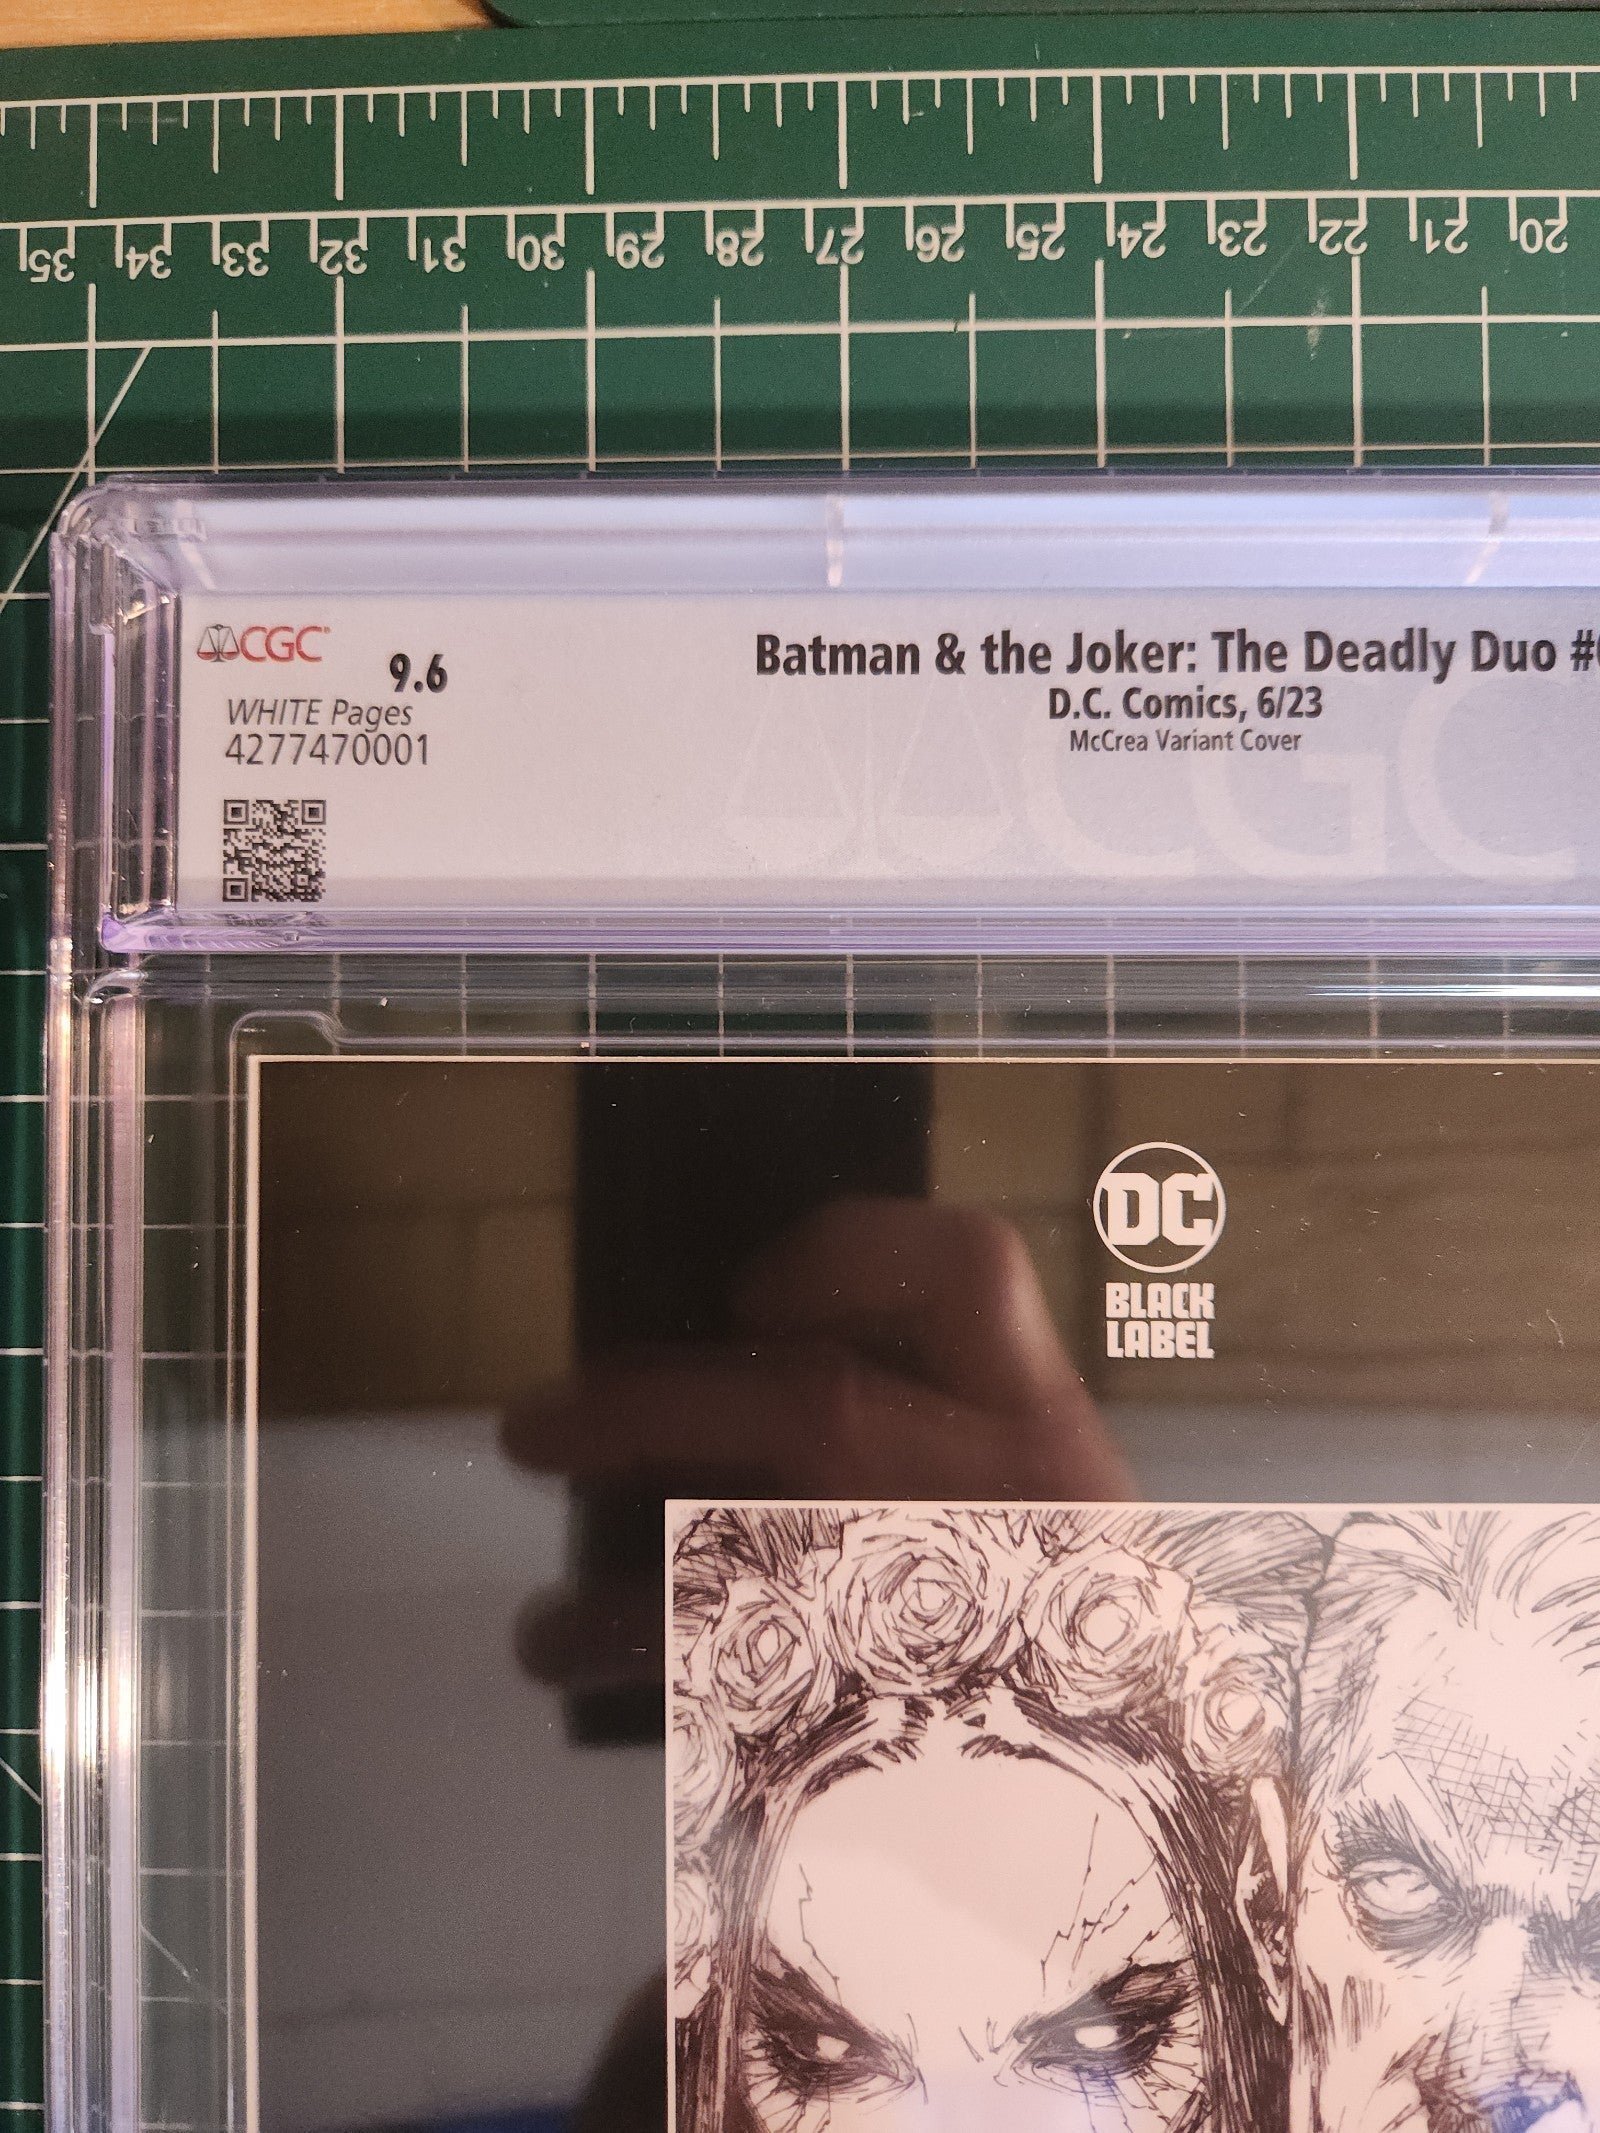 35 34 33 32 31 30 29 28 27 26 25 24 23 22 21 20
CGC
9.6
WHITE Pages
4277470001
Batman & the Joker: The Deadly Duo #
D.C. Comics, 6/23
McCrea Variant Cover
CGC
DC
BLACK
LABEL